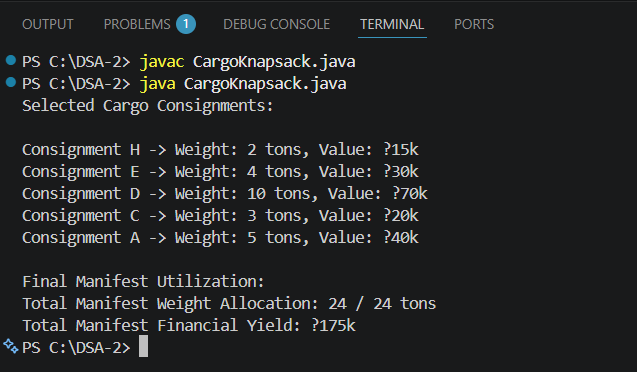 OUTPUT PROBLEMS 1 DEBUG CONSOLE TERMINAL PORTS
PS C:\DSA-2> javac CargoKnapsack.java
PS C:\DSA-2> java CargoKnapsack.java
Selected Cargo Consignments:
Consignment H -> Weight: 2 tons, Value: ?15k
Consignment E -> Weight: 4 tons, Value: ?30k
Consignment D -> Weight: 10 tons, Value: ?70k
Consignment C -> Weight: 3 tons, Value: ?20k
Consignment A -> Weight: 5 tons, Value: ?40k
Final Manifest Utilization:
Total Manifest Weight Allocation: 24 / 24 tons
Total Manifest Financial Yield: ?175k
PS C:\DSA-2>